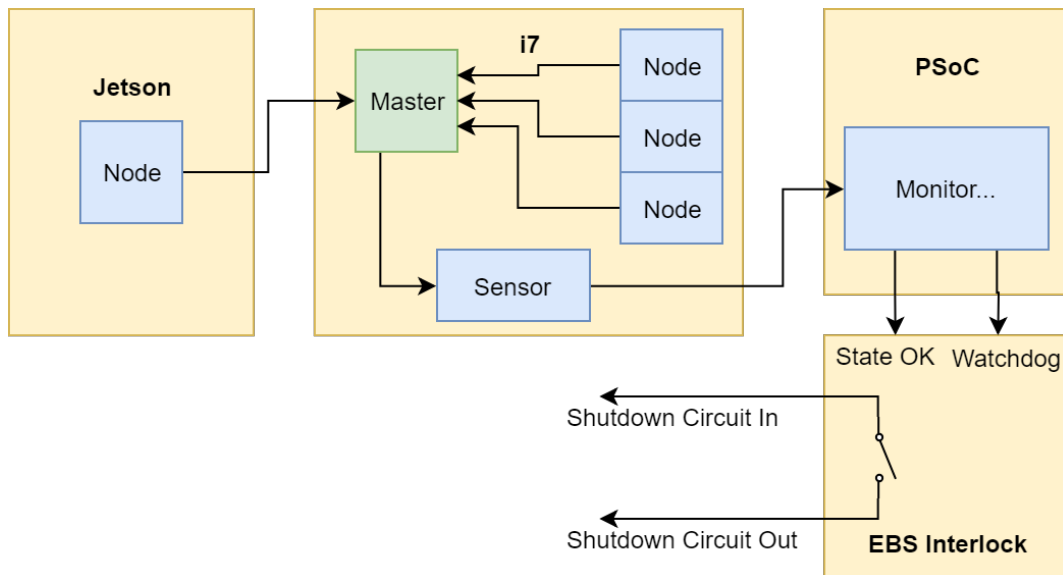 Jetson
Node
i7
Master
Node
Node
Node
Sensor
PSoC
Monitor...
State OK
Watchdog
Shutdown Circuit In
Shutdown Circuit Out
EBS Interlock